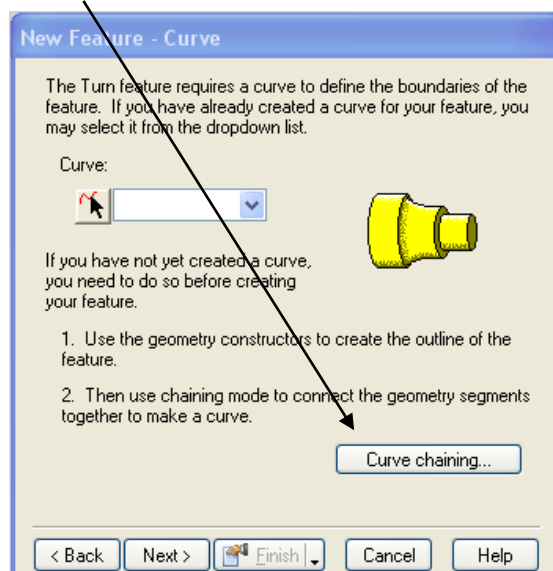 New Feature - Curve
The Turn feature requires a curve to define the boundaries of the
feature. If you have already created a curve for your feature, you
may select it from the dropdown list.
Curve:
If you have not yet created a curve,
you need to do so before creating
your feature.
1. Use the geometry constructors to create the outline of the
feature.
2. Then use chaining mode to connect the geometry segments
together to make a curve.
Curve chaining...
< Back Next > Finish Cancel Help